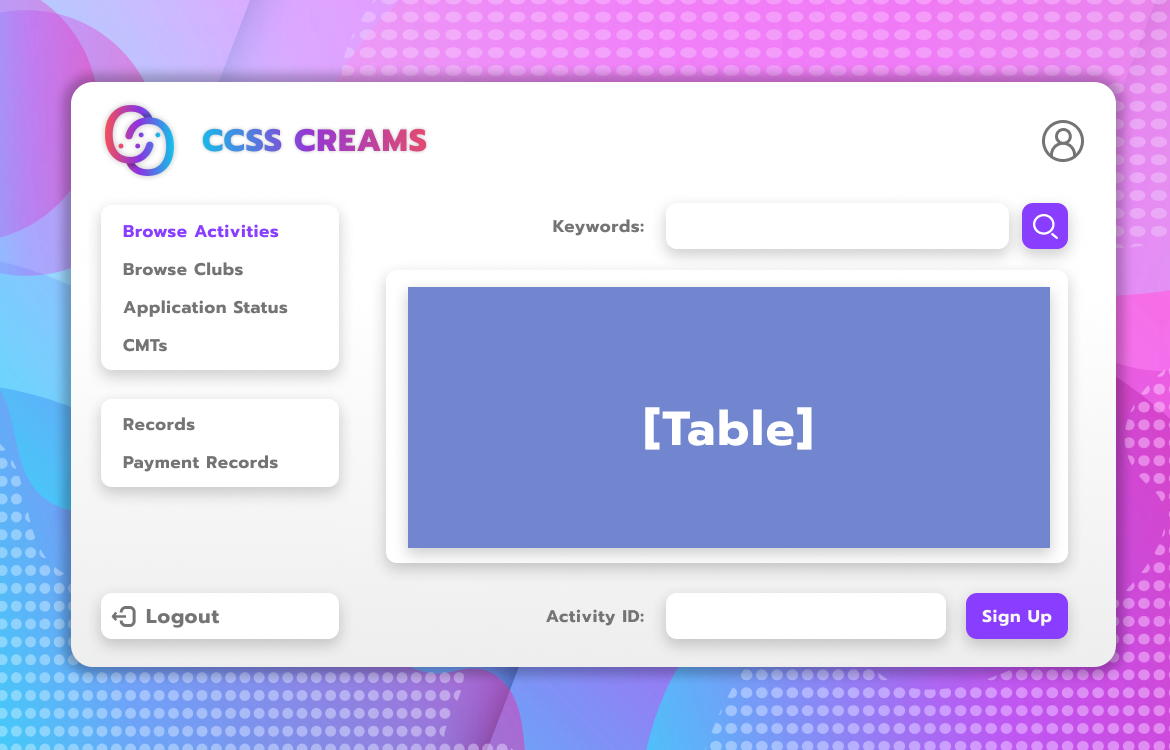 CCSS CREAMS
Browse Activities
Browse Clubs
Application Status
CMTs
Records
Payment Records
Logout
Keywords:
[Table]
Activity ID:
Sign Up